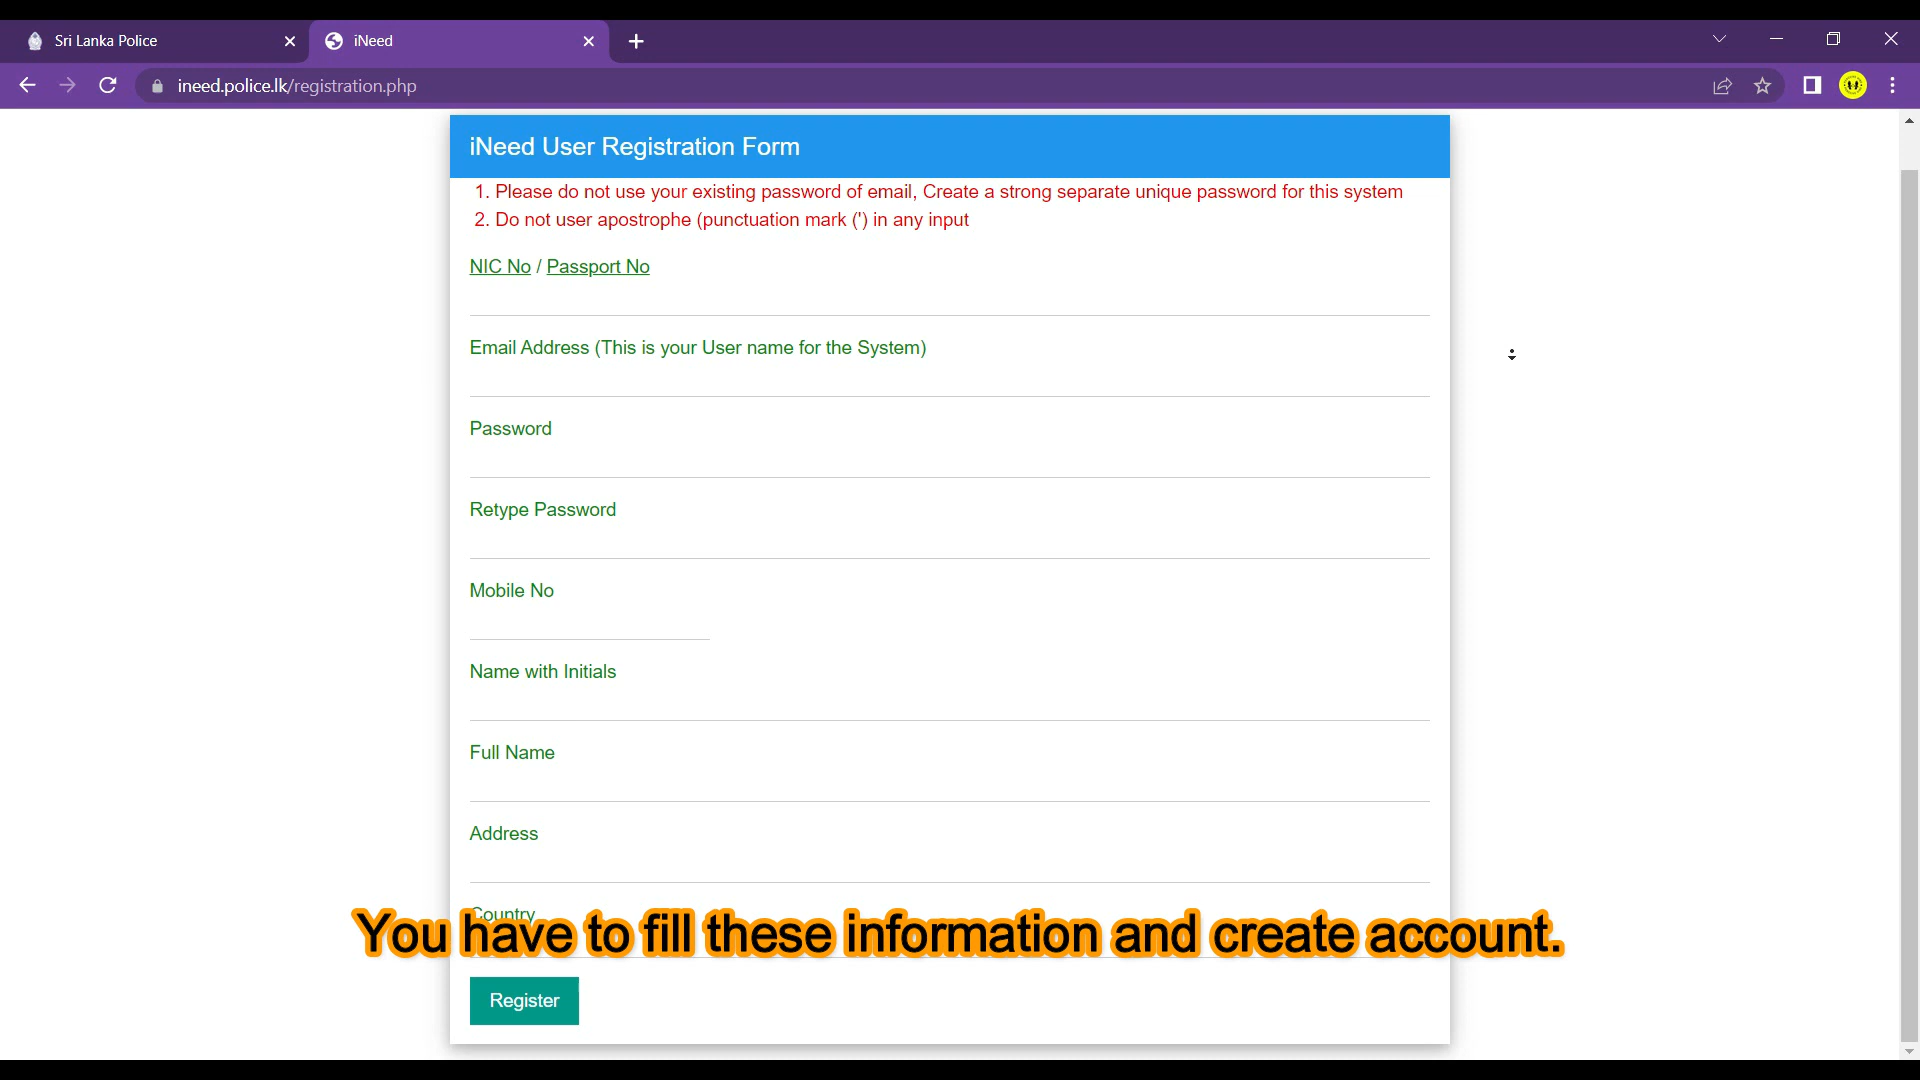 Sri Lanka Police
iNeed
ineed.police.lk/registration.php
iNeed User Registration Form
1. Please do not use your existing password of email, Create a strong separate unique password for this system
2. Do not user apostrophe (punctuation mark (') in any input
NIC No / Passport No
Email Address (This is your User name for the System)
Password
Retype Password
Mobile No
Name with Initials
Full Name
Address
Country
You have to fill these information and create account.
Register